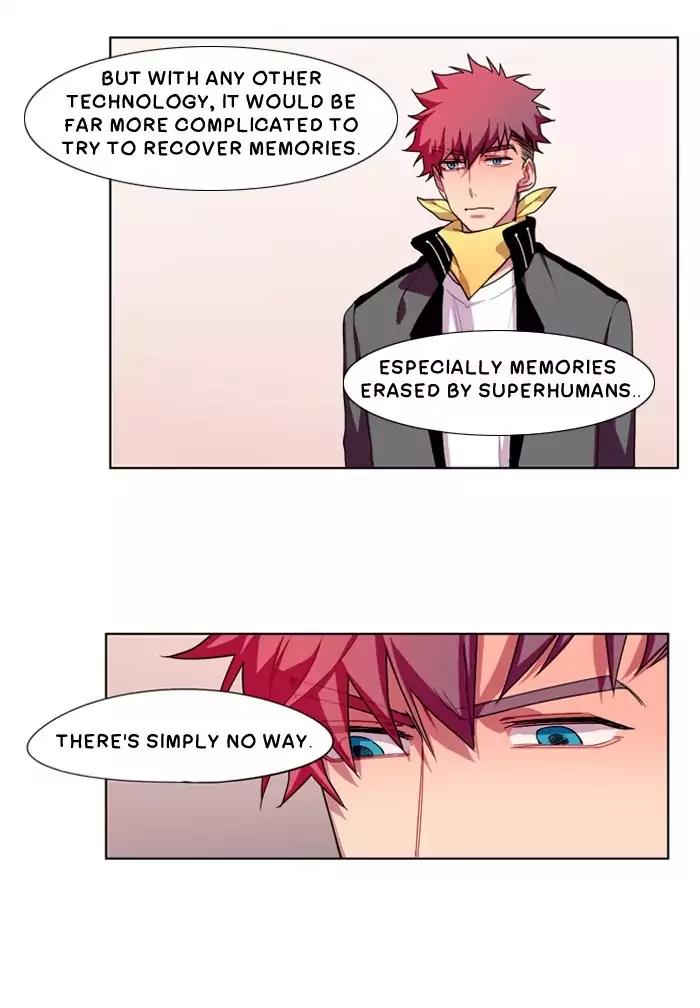 BUT WITH ANY OTHER
TECHNOLOGY, IT WOULD BE
FAR MORE COMPLICATED TO
TRY TO RECOVER MEMORIES.
ESPECIALLY MEMORIES
ERASED BY SUPERHUMANS..
THERE'S SIMPLY NO WAY.